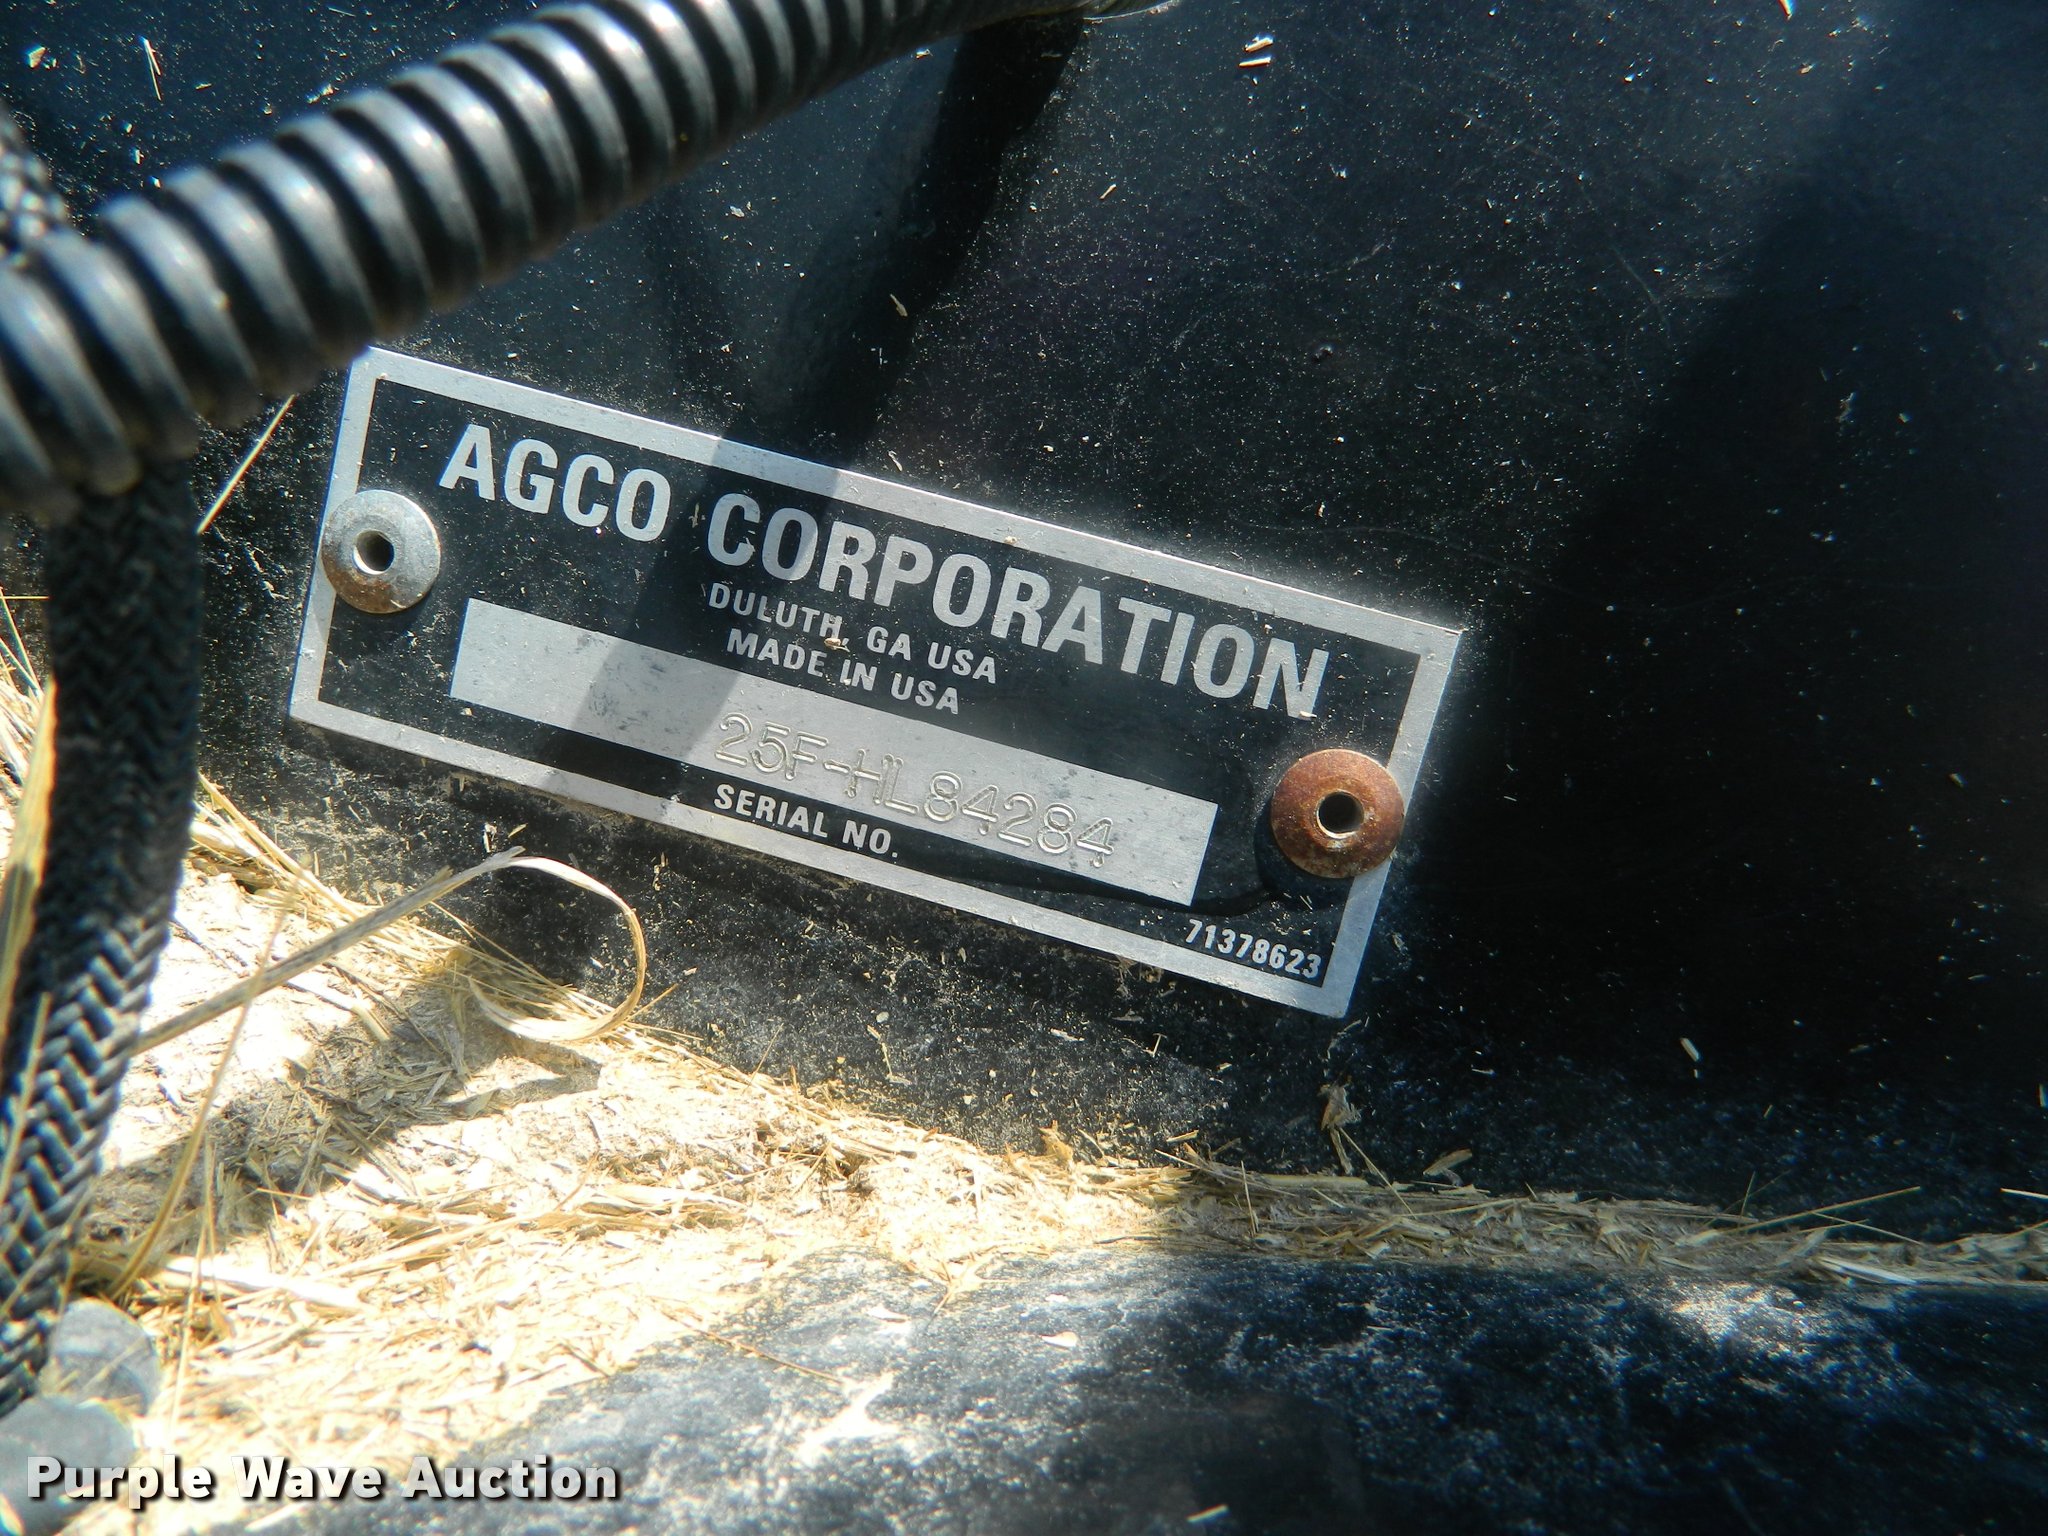 AGCO CORPORATION
DULUTH, GA USA
MADE IN USA
25F-HL84284
SERIAL NO.
71378623
Purple Wave Auction